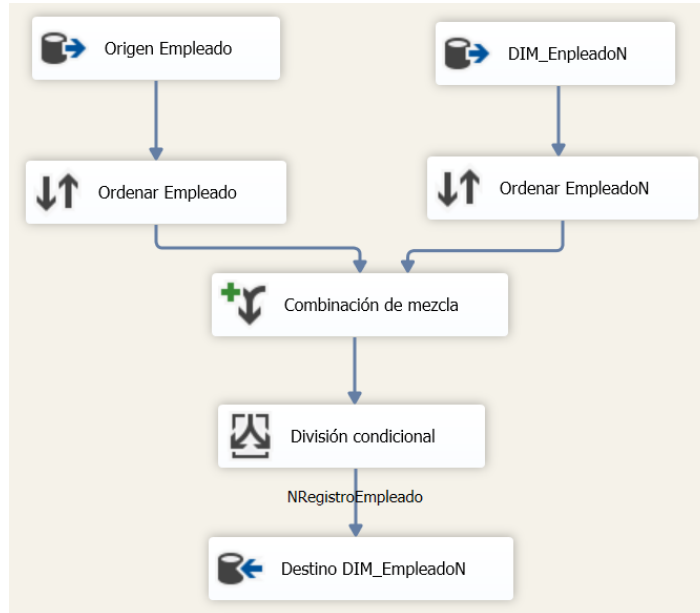 Origen Empleado
DIM_EnpleadoN
Ordenar Empleado
Ordenar EmpleadoN
Combinación de mezcla
División condicional
NRegistroEmpleado
Destino DIM_EmpleadoN